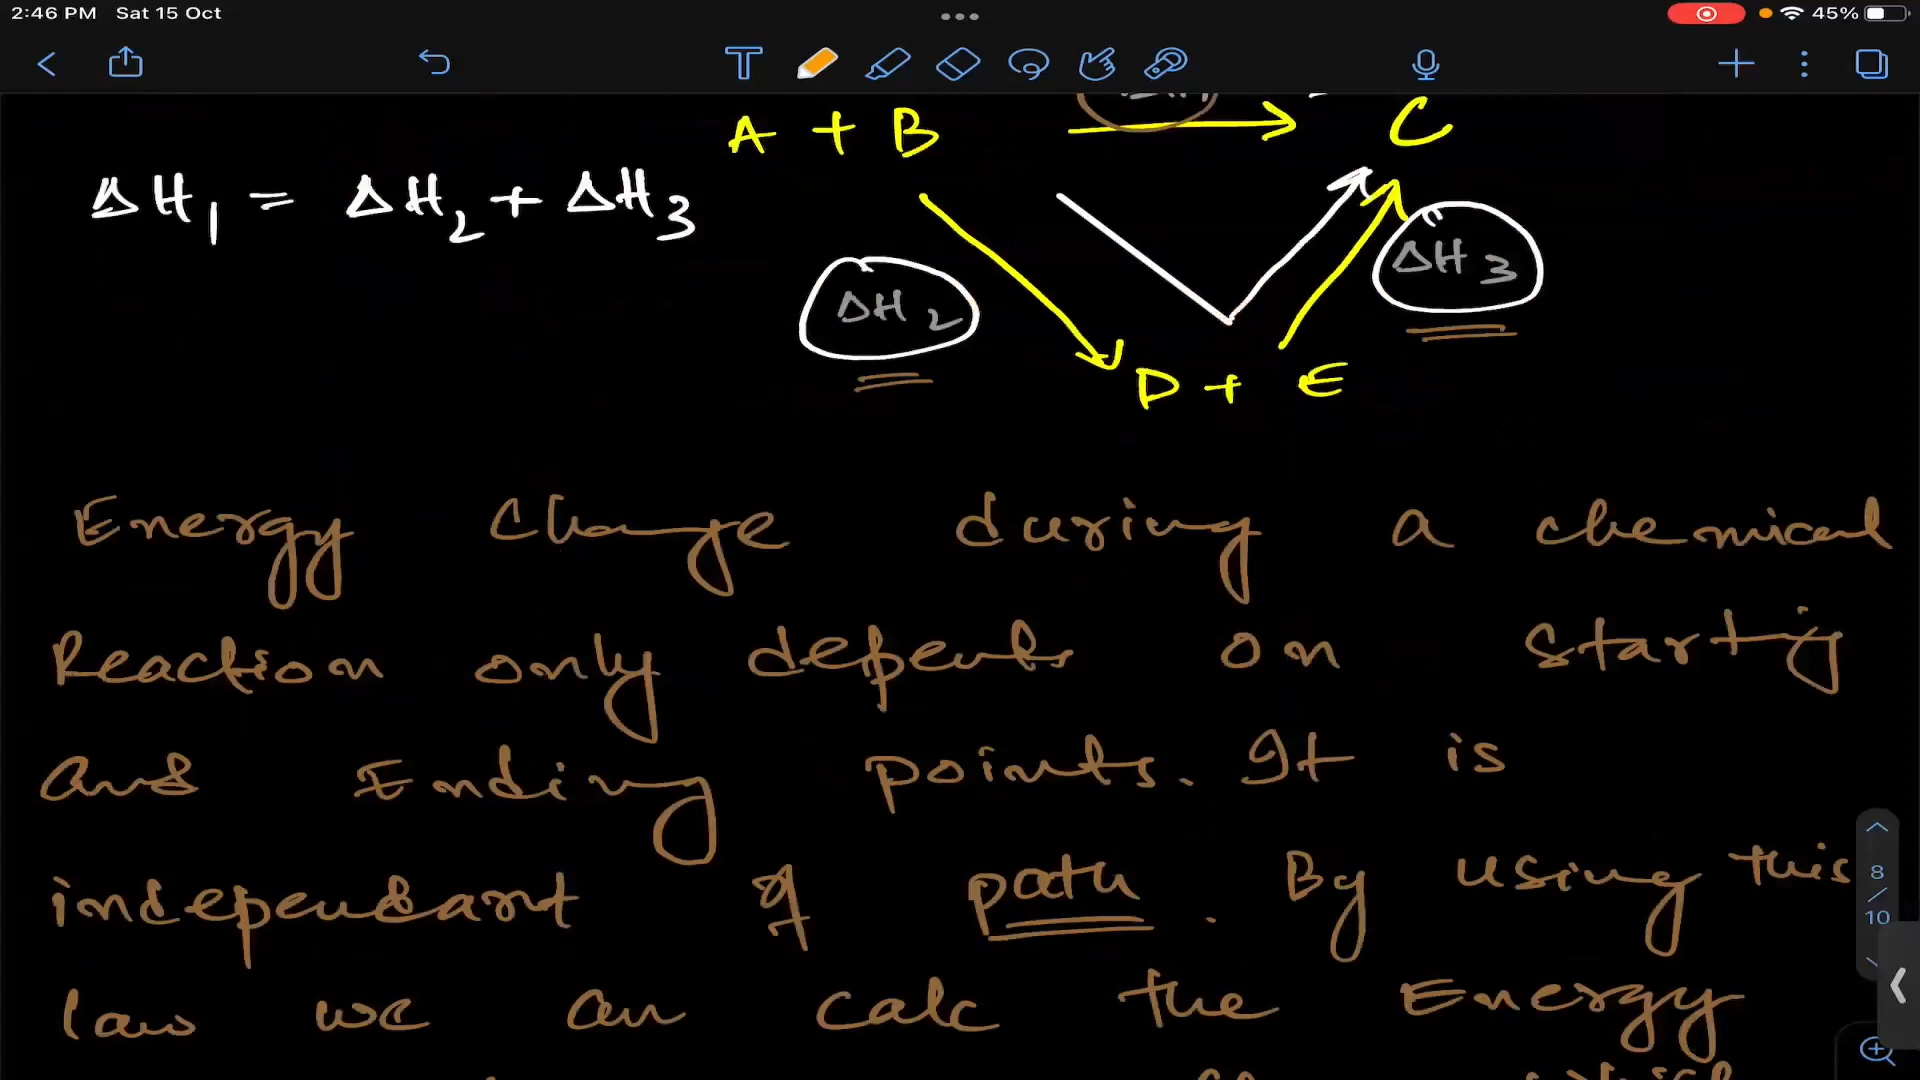 2:46 PM Sat 15 Oct
45%
A + B C
ΔH1 = ΔH2 + ΔH3
ΔH3
ΔH2
D + E
Energy change during a chemical
Reaction only depends on starting
and Ending points. It is
independant of path. By using this
8
/
10
law we can calc the Energy